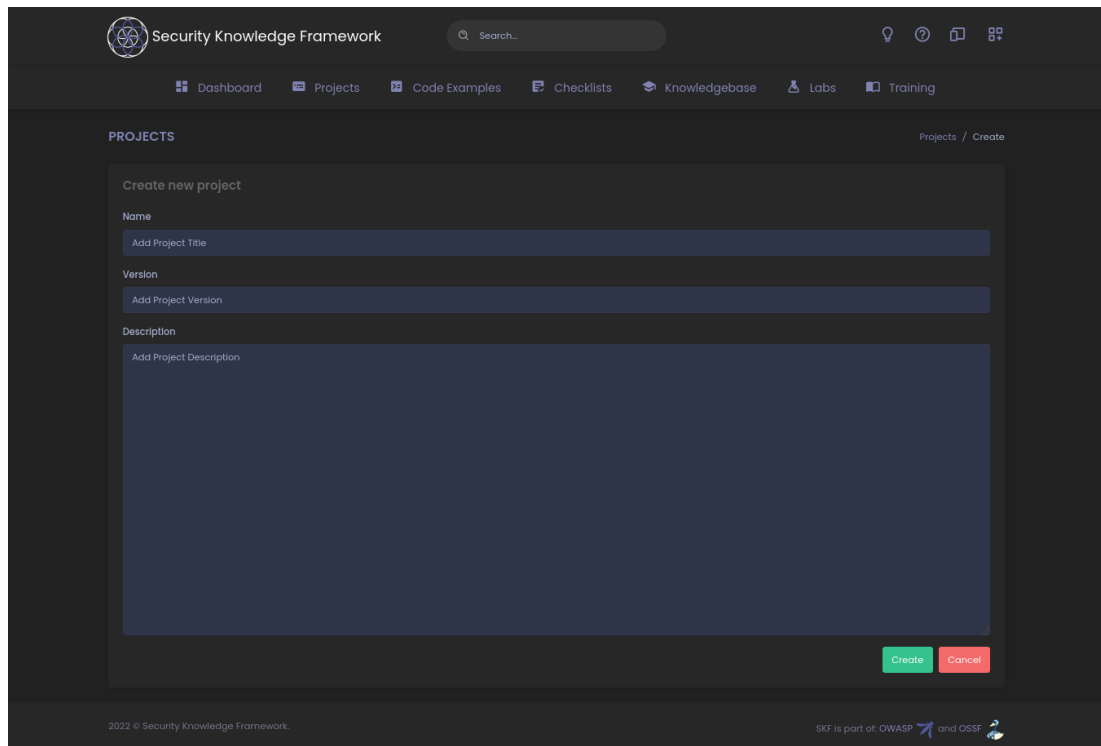 Security Knowledge Framework
Search...
Dashboard Projects Code Examples Checklists Knowledgebase Labs Training
PROJECTS
Projects / Create
Create new project
Name
Add Project Title
Version
Add Project Version
Description
Add Project Description
Create Cancel
2022 © Security Knowledge Framework.
SKF is part of: OWASP and OSSF